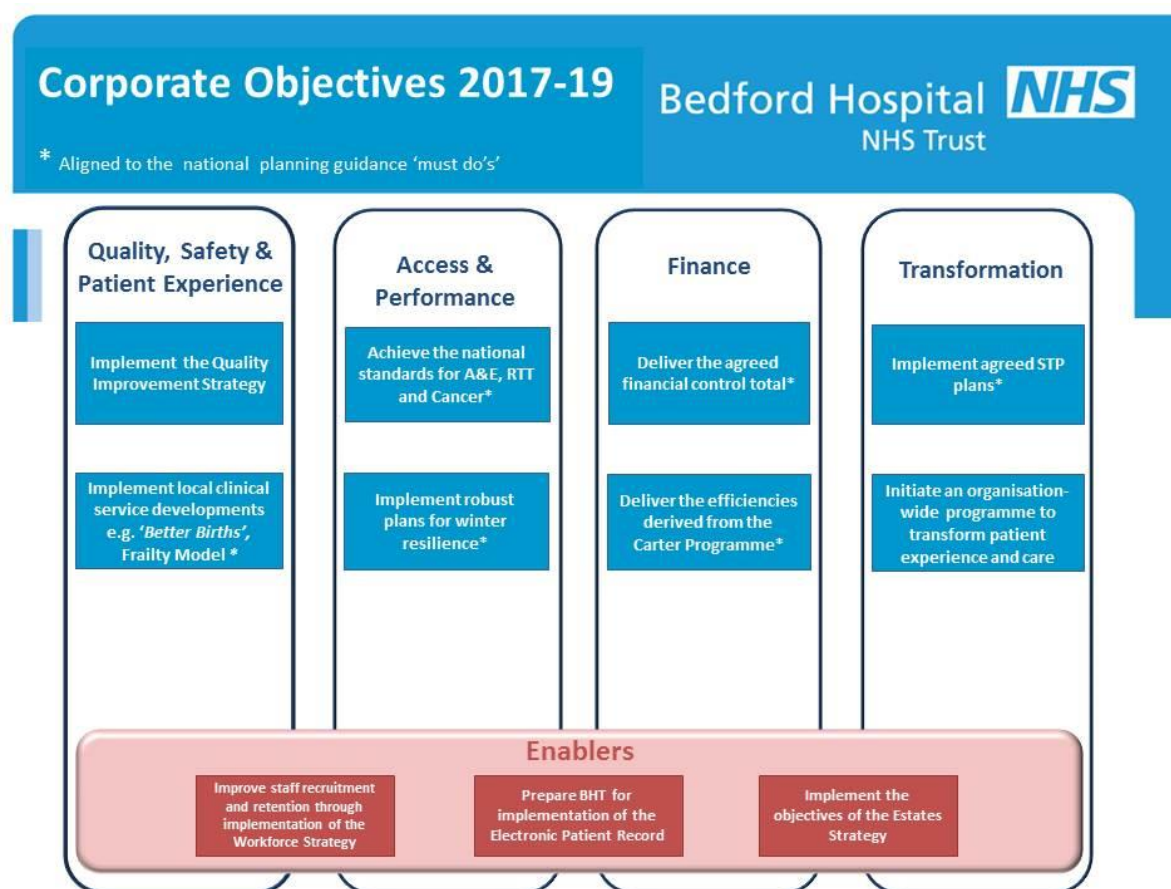 Corporate Objectives 2017-19
* Aligned to the national planning guidance ‘must do’s’
Bedford Hospital NHS
NHS Trust
Quality, Safety &
Patient Experience
Implement the Quality
Improvement Strategy
Implement local clinical
service developments
e.g. ‘Better Births’,
Frailty Model *
Access &
Performance
Achieve the national
standards for A&E, RTT
and Cancer*
Implement robust
plans for winter
resilience*
Finance
Deliver the agreed
financial control total*
Deliver the efficiencies
derived from the
Carter Programme*
Transformation
Implement agreed STP
plans*
Initiate an organisation-
wide programme to
transform patient
experience and care
Enablers
Improve staff recruitment
and retention through
implementation of the
Workforce Strategy
Prepare BHT for
implementation of the
Electronic Patient Record
Implement the
objectives of the Estates
Strategy